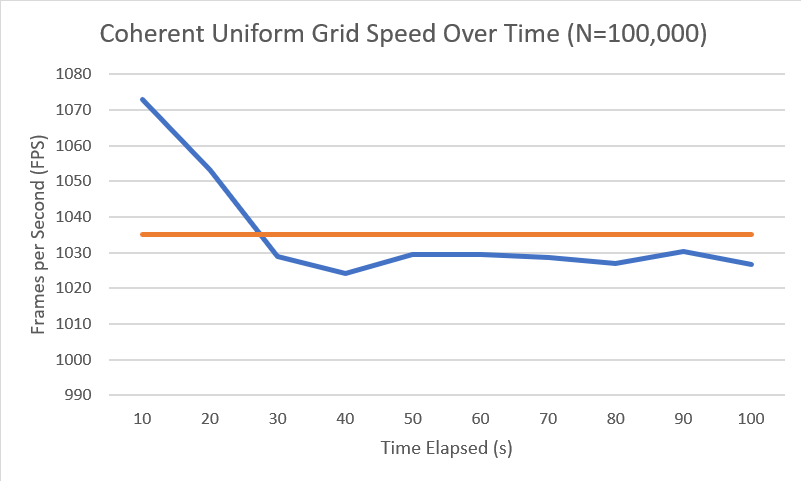 Coherent Uniform Grid Speed Over Time (N=100,000)
Frames per Second (FPS)
1080
1070
1060
1050
1040
1030
1020
1010
1000
990
10 20 30 40 50 60 70 80 90 100
Time Elapsed (s)